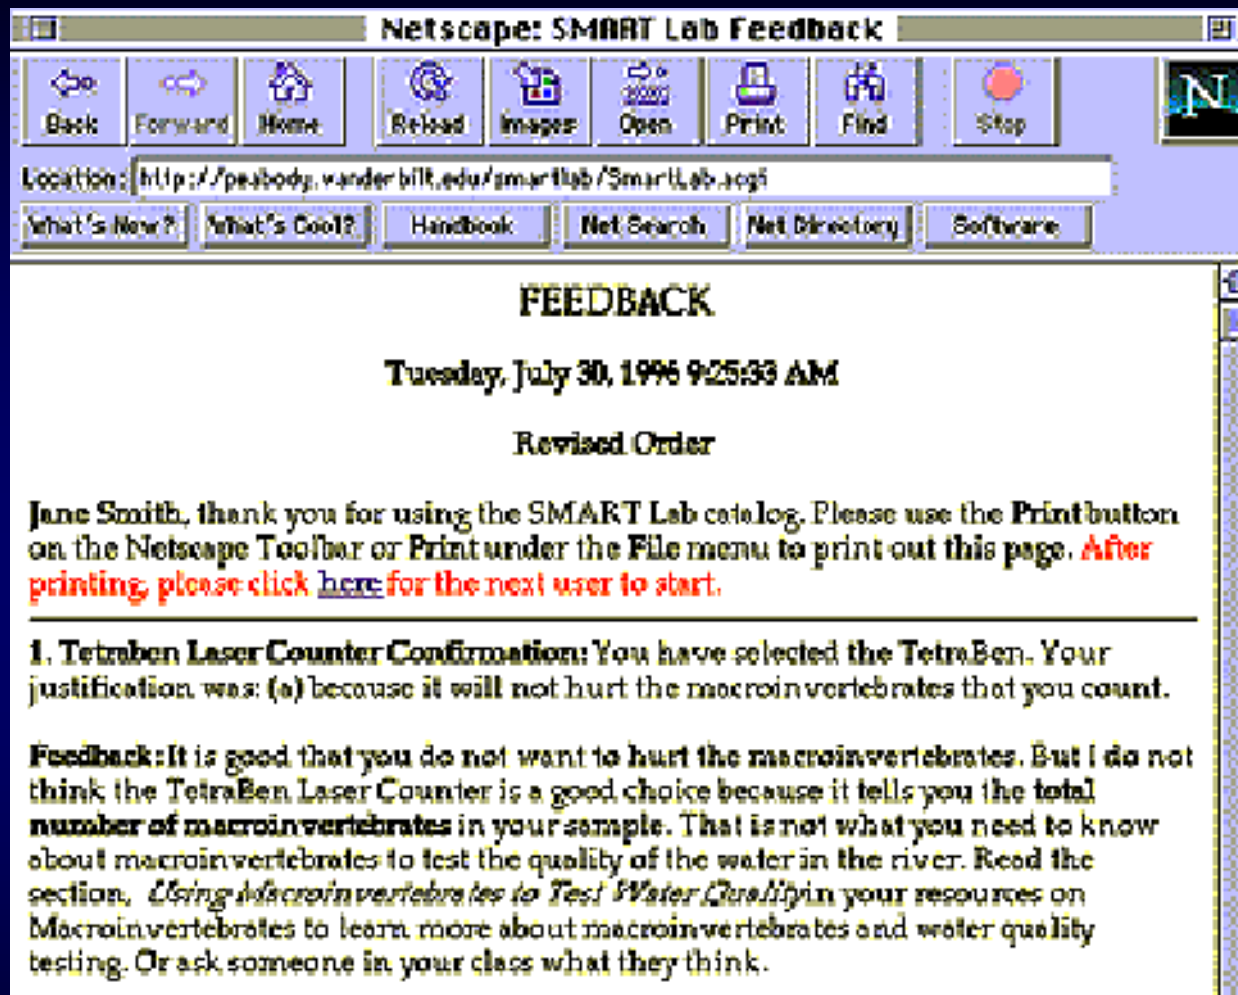 Netscape: SMART Lab Feedback
Back Forward Home Reload Images Open Print Find Stop N
Location: http://peabody.vanderbilt.edu/smartlab/SmartLab.acgi
What's New? What's Cool? Handbook Net Search Net Directory Software
FEEDBACK
Tuesday, July 30, 1996 9:25:33 AM
Revised Order
Jane Smith, thank you for using the SMART Lab catalog. Please use the Print button
on the Netscape Toolbar or Print under the File menu to print out this page. After
printing, please click here for the next user to start.
1. Tetraben Laser Counter Confirmation: You have selected the TetraBen. Your
justification was: (a) because it will not hurt the macroinvertebrates that you count.
Feedback: It is good that you do not want to hurt the macroinvertebrates. But I do not
think the TetraBen Laser Counter is a good choice because it tells you the total
number of macroinvertebrates in your sample. That is not what you need to know
about macroinvertebrates to test the quality of the water in the river. Read the
section, Using Macroinvertebrates to Test Water Quality in your resources on
Macroinvertebrates to learn more about macroinvertebrates and water quality
testing. Or ask someone in your class what they think.